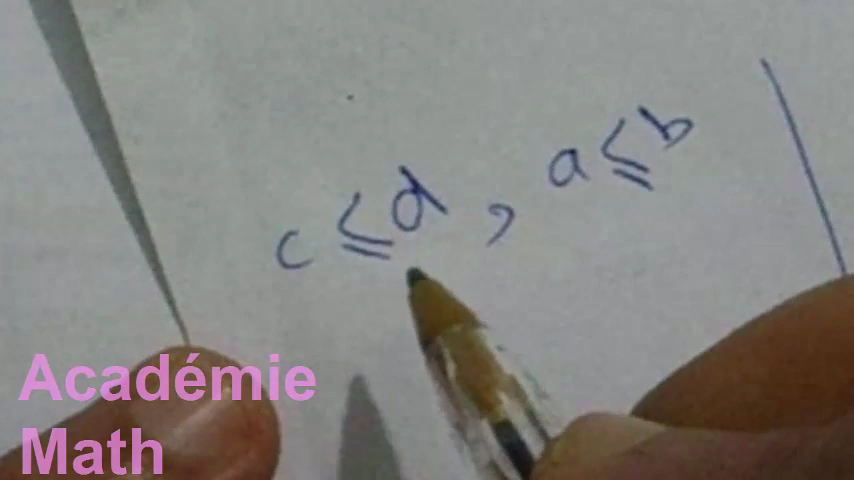 c ≤ d , a ≤ b
Académie
Math